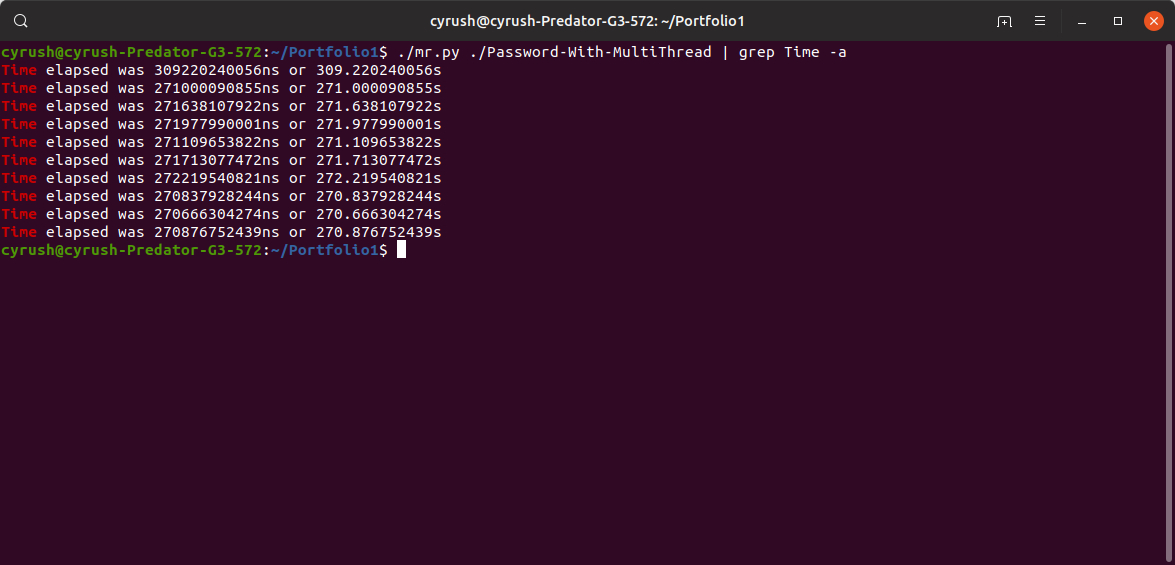 cyrush@cyrush-Predator-G3-572: ~/Portfolio1
cyrush@cyrush-Predator-G3-572:~/Portfolio1$ ./mr.py ./Password-With-MultiThread | grep Time -a
Time elapsed was 309220240056ns or 309.220240056s
Time elapsed was 271000090855ns or 271.000090855s
Time elapsed was 271638107922ns or 271.638107922s
Time elapsed was 271977990001ns or 271.977990001s
Time elapsed was 271109653822ns or 271.109653822s
Time elapsed was 271713077472ns or 271.713077472s
Time elapsed was 272219540821ns or 272.219540821s
Time elapsed was 270837928244ns or 270.837928244s
Time elapsed was 270666304274ns or 270.666304274s
Time elapsed was 270876752439ns or 270.876752439s
cyrush@cyrush-Predator-G3-572:~/Portfolio1$